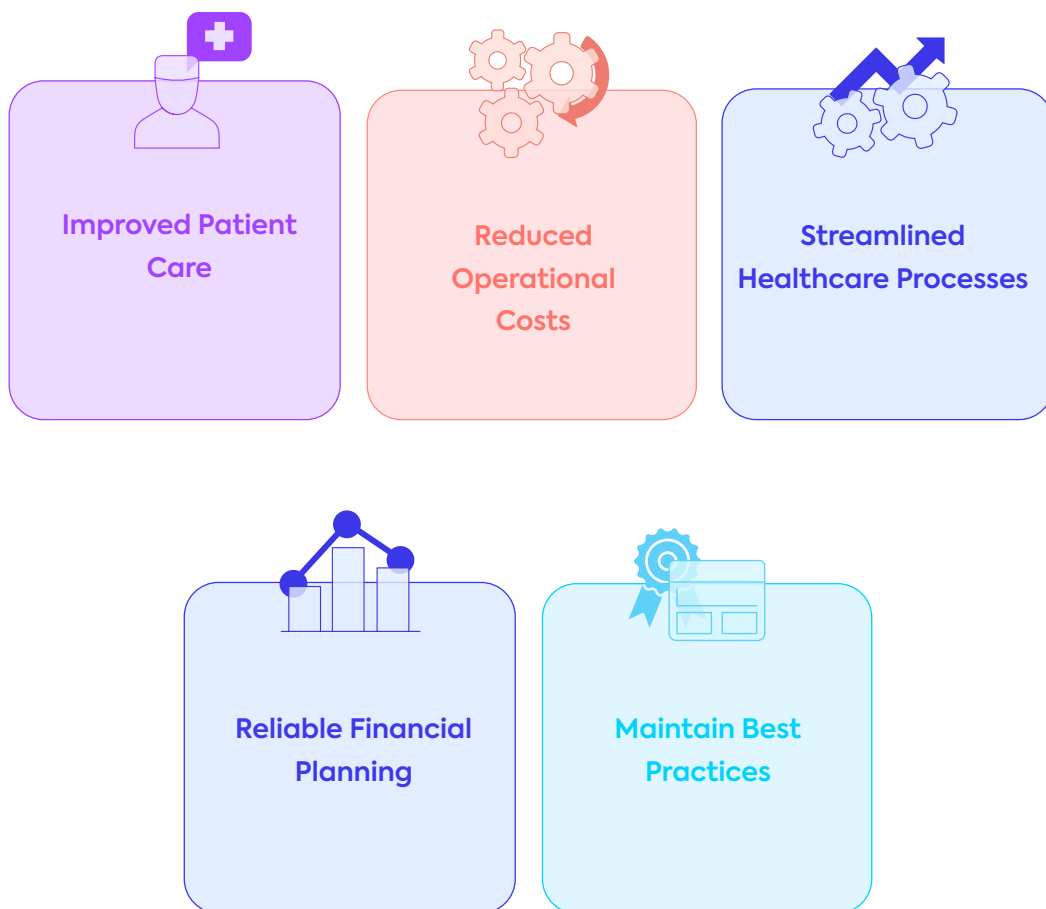 Improved Patient
Care
Reduced
Operational
Costs
Streamlined
Healthcare Processes
Reliable Financial
Planning
Maintain Best
Practices